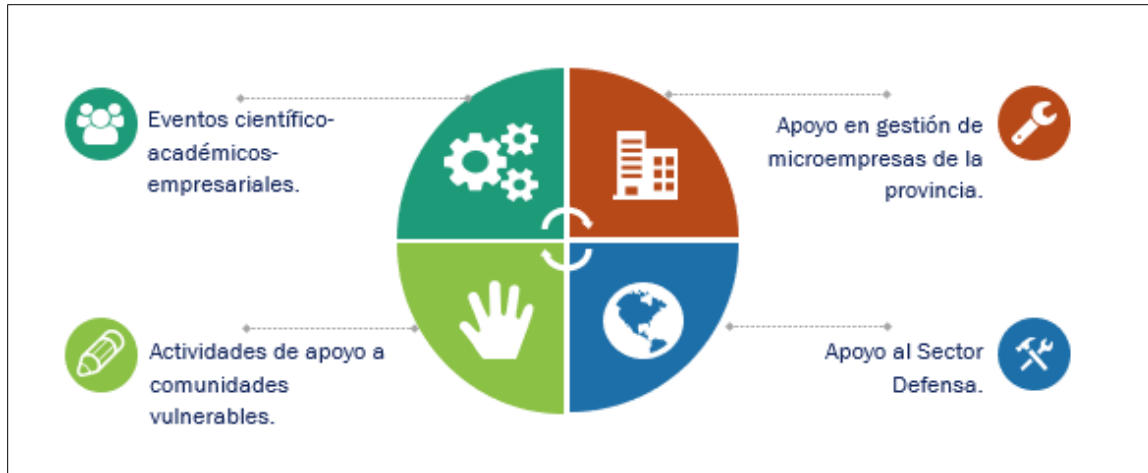 Eventos científico-
académicos-
empresariales.
Apoyo en gestión de
microempresas de la
provincia.
Actividades de apoyo a
comunidades
vulnerables.
Apoyo al Sector
Defensa.